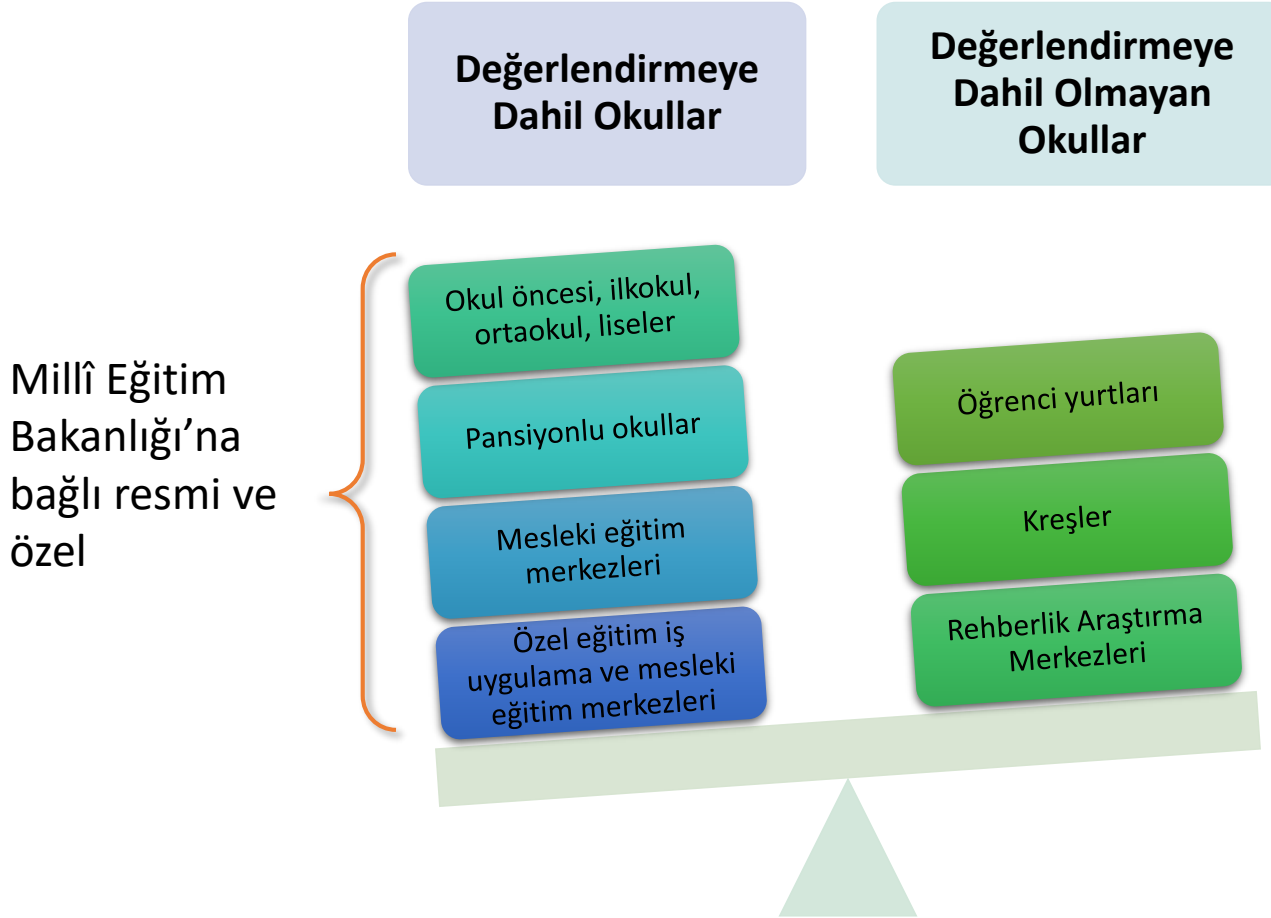 Değerlendirmeye
Dahil Okullar
Değerlendirmeye
Dahil Olmayan
Okullar
Millî Eğitim
Bakanlığı’na
bağlı resmi ve
özel
Okul öncesi, ilkokul,
ortaokul, liseler
Pansiyonlu okullar
Mesleki eğitim
merkezleri
Özel eğitim iş
uygulama ve mesleki
eğitim merkezleri
Öğrenci yurtları
Kreşler
Rehberlik Araştırma
Merkezleri